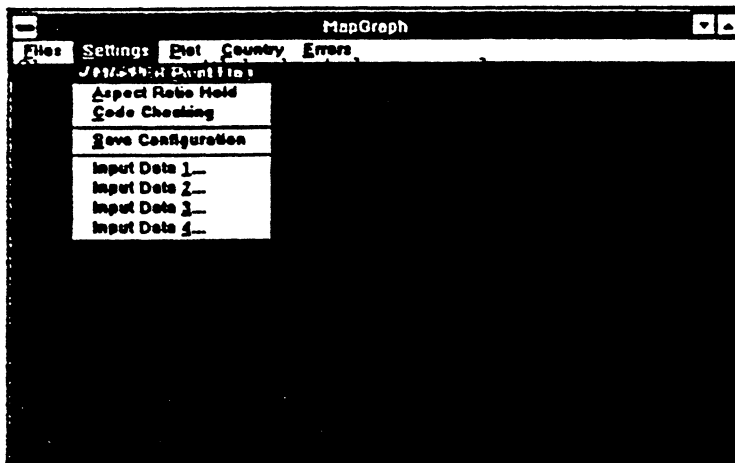 MapGraph
Files Settings Plot Country Errors
Aspect Ratio Hold
Code Checking
Save Configuration
Input Data 1...
Input Data 2...
Input Data 3...
Input Data 4...